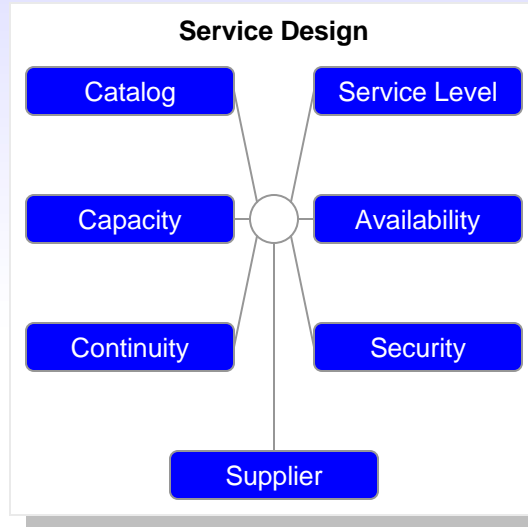 Service Design
Catalog
Service Level
Capacity
Availability
Continuity
Security
Supplier